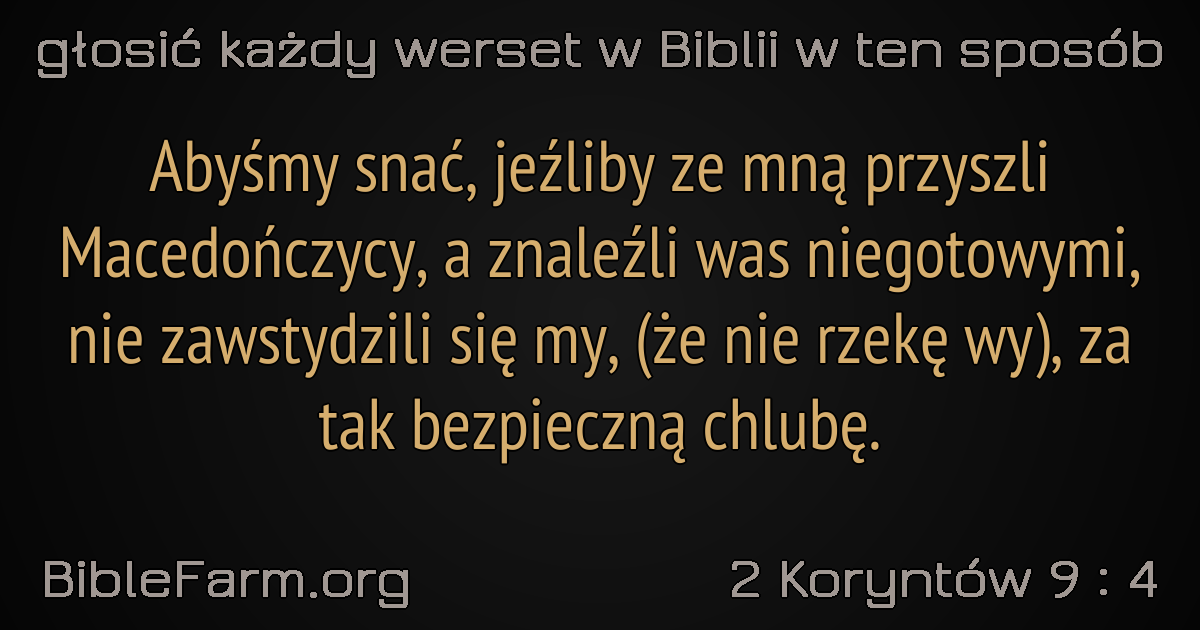 głosić każdy werset w Biblii w ten sposób
Abyśmy snać, jeźliby ze mną przyszli
Macedończycy, a znaleźli was niegotowymi,
nie zawstydzili się my, (że nie rzekę wy), za
tak bezpieczną chlubę.
BibleFarm.org
2 Koryntów 9 : 4